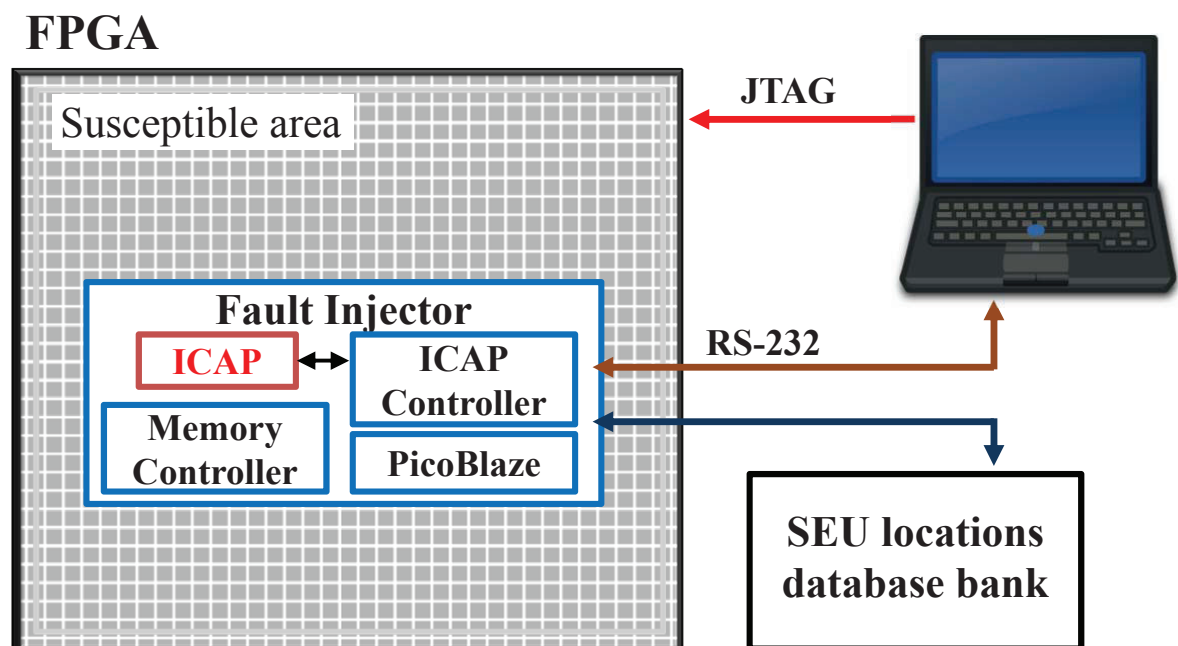 FPGA
Susceptible area
JTAG
Fault Injector
ICAP
ICAP
Controller
Memory
Controller
PicoBlaze
RS-232
SEU locations
database bank